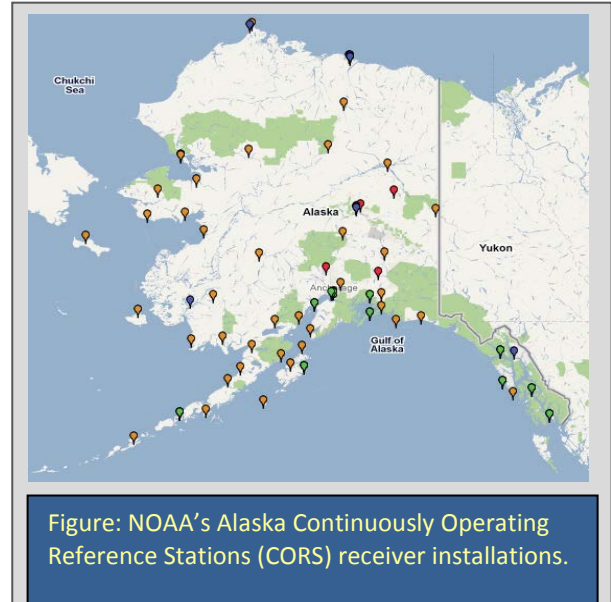 Chukchi
Sea
Alaska
Yukon
Anchorage
Gulf of
Alaska
Figure: NOAA’s Alaska Continuously Operating
Reference Stations (CORS) receiver installations.